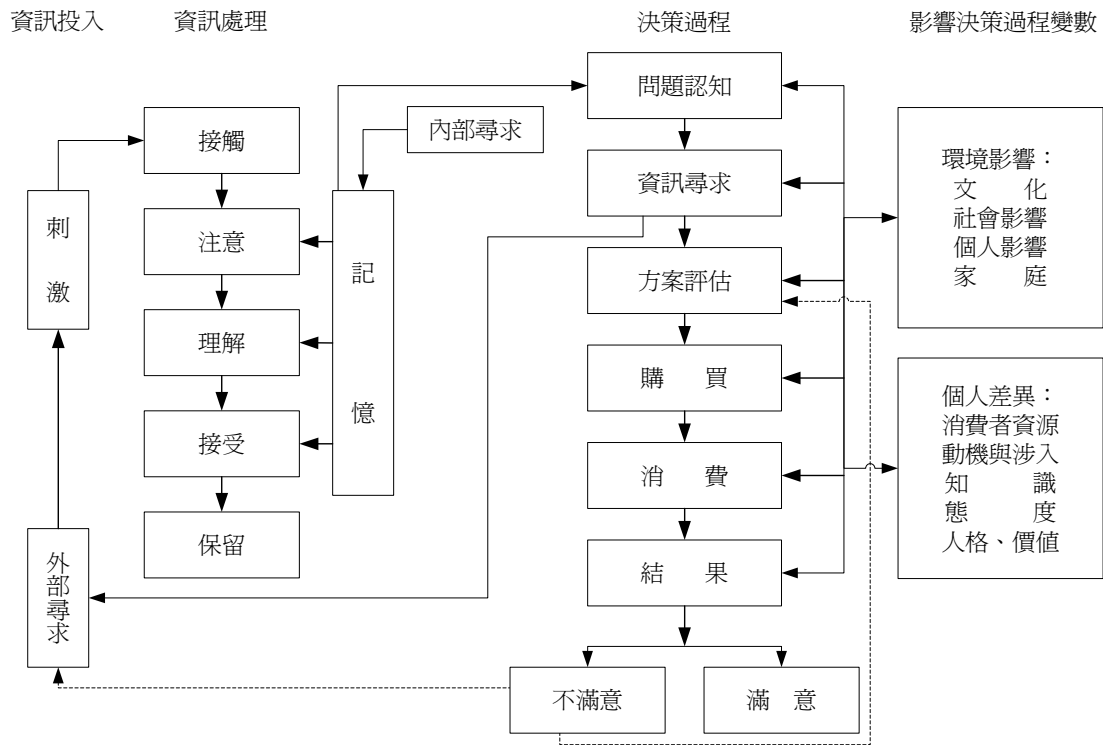 資訊投入
資訊處理
決策過程
影響決策過程變數
刺激
外部尋求
接觸
注意
理解
接受
保留
內部尋求
記憶
問題認知
資訊尋求
方案評估
購買
消費
結果
不滿意
滿意
環境影響：
文化
社會影響
個人影響
家庭
個人差異：
消費者資源
動機與涉入
知識
態度
人格、價值